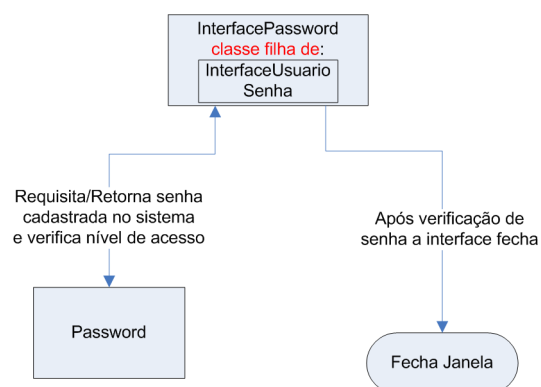 InterfacePassword
classe filha de:
InterfaceUsuario
Senha
Requisita/Retorna senha
cadastrada no sistema
e verifica nível de acesso
Após verificação de
senha a interface fecha
Password
Fecha Janela